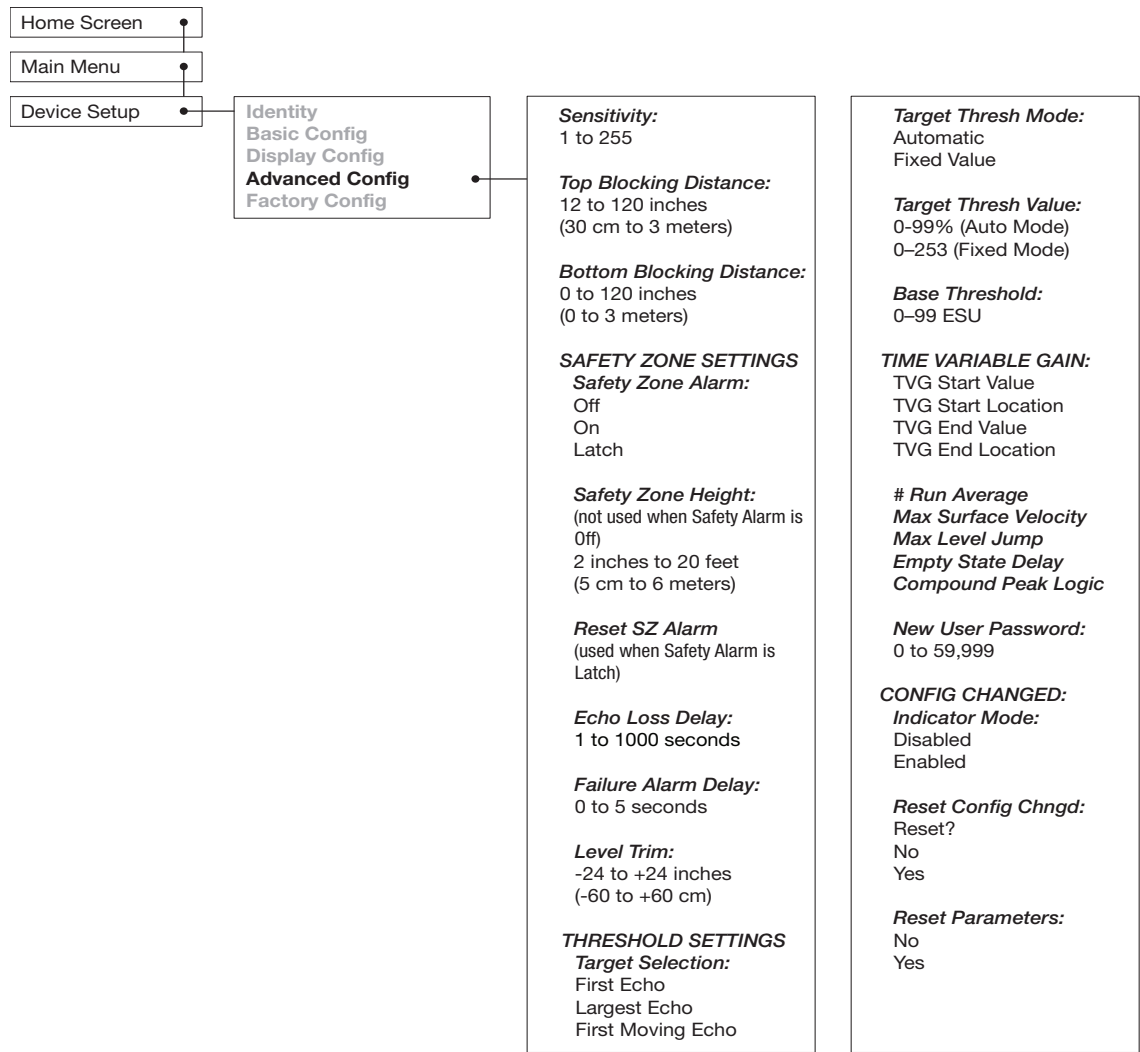 Home Screen
Main Menu
Device Setup
Identity
Basic Config
Display Config
Advanced Config
Factory Config
Sensitivity:
1 to 255
Top Blocking Distance:
12 to 120 inches
(30 cm to 3 meters)
Bottom Blocking Distance:
0 to 120 inches
(0 to 3 meters)
SAFETY ZONE SETTINGS
Safety Zone Alarm:
Off
On
Latch
Safety Zone Height:
(not used when Safety Alarm is
Off)
2 inches to 20 feet
(5 cm to 6 meters)
Reset SZ Alarm
(used when Safety Alarm is
Latch)
Echo Loss Delay:
1 to 1000 seconds
Failure Alarm Delay:
0 to 5 seconds
Level Trim:
-24 to +24 inches
(-60 to +60 cm)
THRESHOLD SETTINGS
Target Selection:
First Echo
Largest Echo
First Moving Echo
Target Thresh Mode:
Automatic
Fixed Value
Target Thresh Value:
0-99% (Auto Mode)
0–253 (Fixed Mode)
Base Threshold:
0–99 ESU
TIME VARIABLE GAIN:
TVG Start Value
TVG Start Location
TVG End Value
TVG End Location
# Run Average
Max Surface Velocity
Max Level Jump
Empty State Delay
Compound Peak Logic
New User Password:
0 to 59,999
CONFIG CHANGED:
Indicator Mode:
Disabled
Enabled
Reset Config Chngd:
Reset?
No
Yes
Reset Parameters:
No
Yes